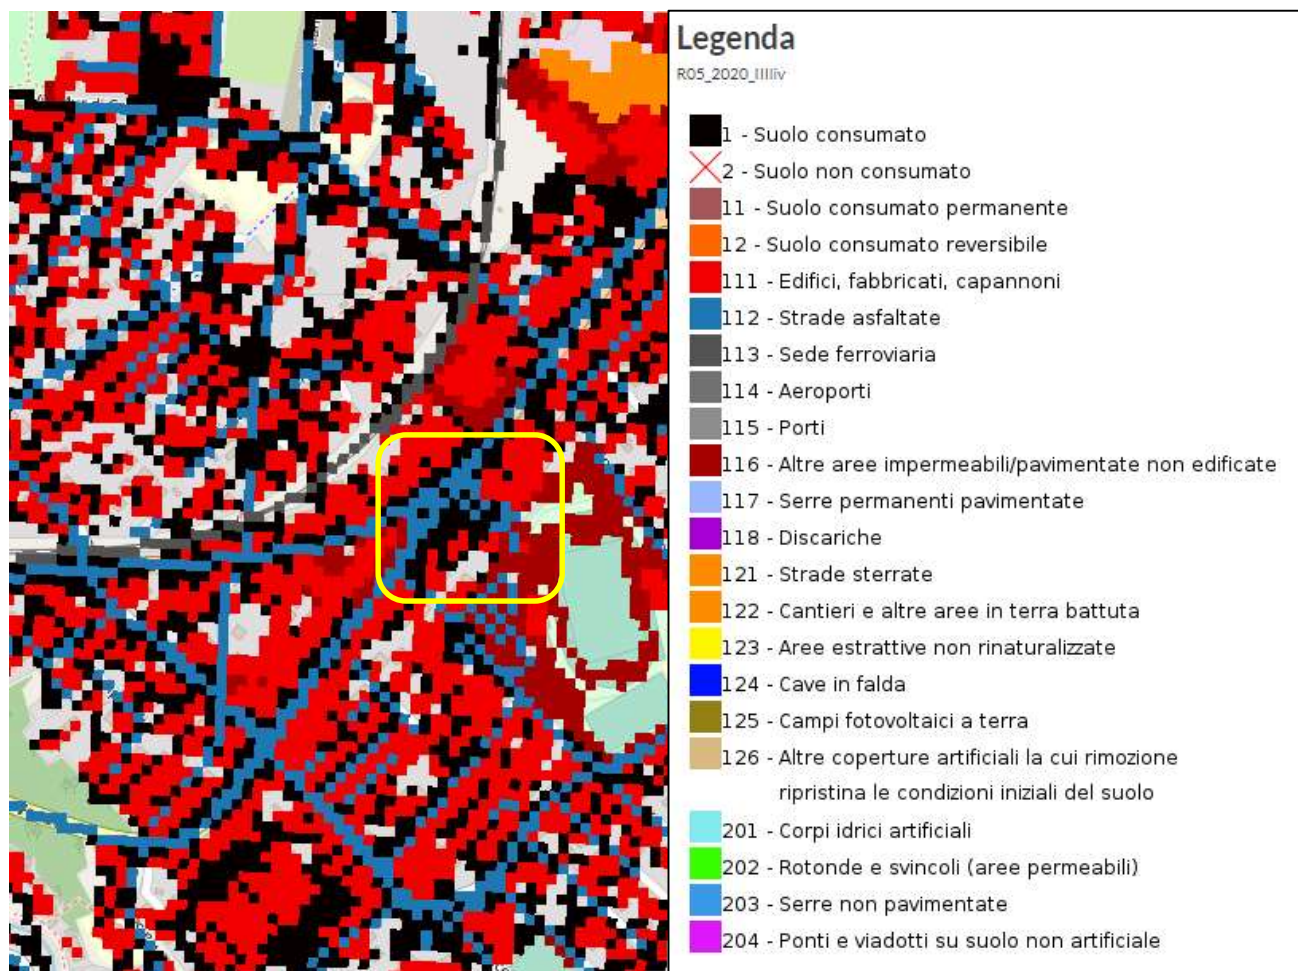 Legenda
R05_2020_IIIliv
1 - Suolo consumato
2 - Suolo non consumato
11 - Suolo consumato permanente
12 - Suolo consumato reversibile
111 - Edifici, fabbricati, capannoni
112 - Strade asfaltate
113 - Sede ferroviaria
114 - Aeroporti
115 - Porti
116 - Altre aree impermeabili/pavimentate non edificate
117 - Serre permanenti pavimentate
118 - Discariche
121 - Strade sterrate
122 - Cantieri e altre aree in terra battuta
123 - Aree estrattive non rinaturalizzate
124 - Cave in falda
125 - Campi fotovoltaici a terra
126 - Altre coperture artificiali la cui rimozione
ripristina le condizioni iniziali del suolo
201 - Corpi idrici artificiali
202 - Rotonde e svincoli (aree permeabili)
203 - Serre non pavimentate
204 - Ponti e viadotti su suolo non artificiale